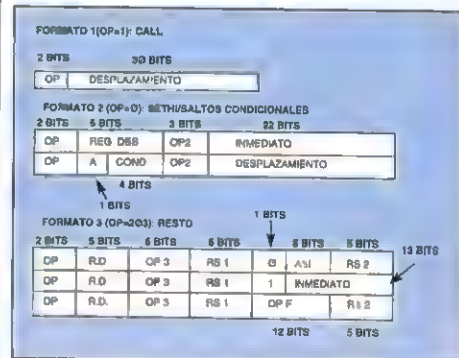 FORMATO 1(OP=1): CALL
2 BITS 30 BITS
OP DESPLAZAMIENTO
FORMATO 2 (OP=0): SETHI/SALTOS CONDICIONALES
2 BITS 5 BITS 3 BITS 22 BITS
OP REG DES OP2 INMEDIATO
OP A COND OP2 DESPLAZAMIENTO
4 BITS
1 BITS
FORMATO 3 (OP=2Ó3): RESTO
1 BITS
2 BITS 5 BITS 6 BITS 5 BITS 8 BITS 5 BITS
13 BITS
OP R.D OP 3 RS 1 0 ASI RS 2
OP R.D OP 3 RS 1 1 INMEDIATO
OP R.D. OP 3 RS 1 OP F RS 2
12 BITS 5 BITS